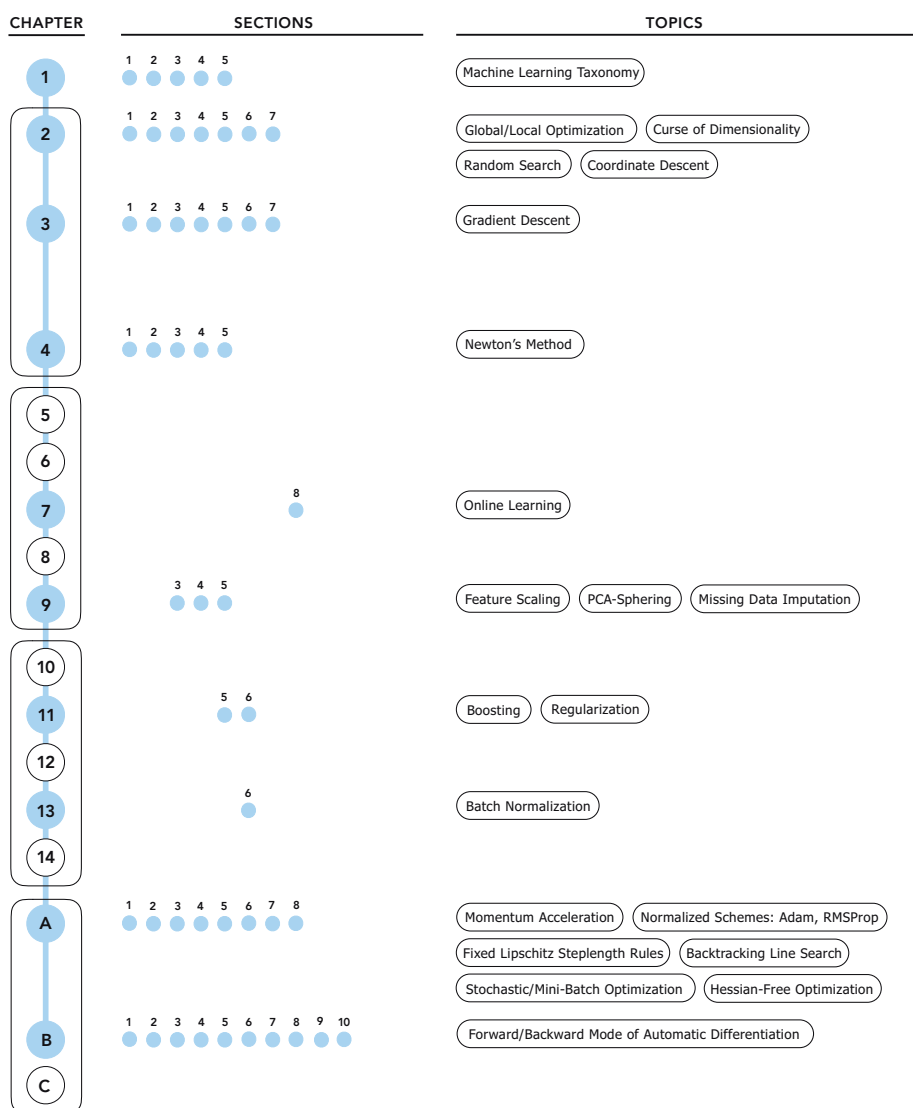 CHAPTER SECTIONS TOPICS
1 2 3 4 5
1 Machine Learning Taxonomy
1 2 3 4 5 6 7
2 Global/Local Optimization Curse of Dimensionality
Random Search Coordinate Descent
1 2 3 4 5 6 7
3 Gradient Descent
1 2 3 4 5
4 Newton's Method
5
6
8
7 Online Learning
8
3 4 5
9 Feature Scaling PCA-Sphering Missing Data Imputation
10
5 6
11 Boosting Regularization
12
6
13 Batch Normalization
14
1 2 3 4 5 6 7 8
A Momentum Acceleration Normalized Schemes: Adam, RMSProp
Fixed Lipschitz Steplength Rules Backtracking Line Search
Stochastic/Mini-Batch Optimization Hessian-Free Optimization
1 2 3 4 5 6 7 8 9 10
B Forward/Backward Mode of Automatic Differentiation
C